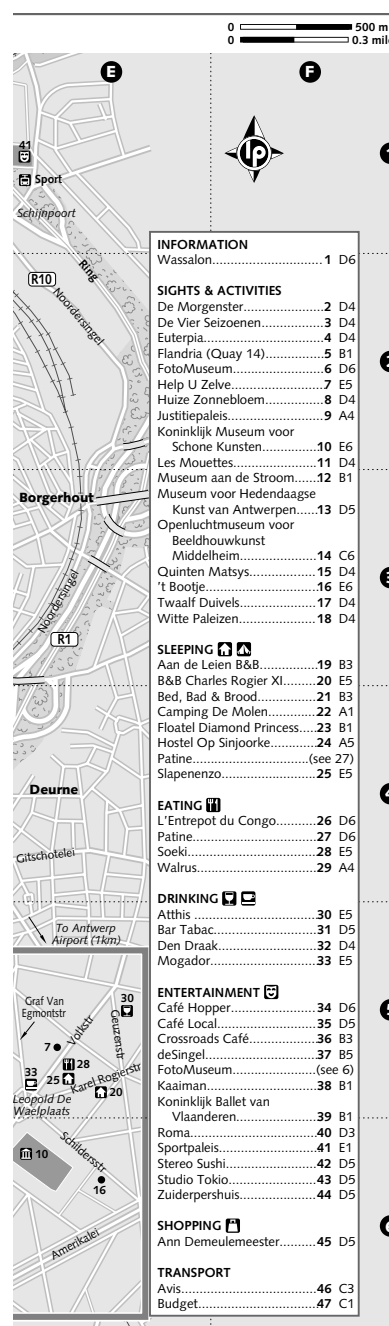 0 500 m
0 0.3 mile
E F
41
Sport
Schijnpoort
Ring
R10
Noordersingel
Borgerhout
Noordersingel
R1
Deurne
Gitschotelei
To Antwerp
Airport (1km)
Graf Van
Egmontstr
30
Volkstr
Geuzenstr
7
28
33
25
Karel Rogierstr
20
Leopold De
Waelplaats
Schildersstr
10
16
Amerikalei
INFORMATION
Wassalon..............................1 D6
SIGHTS & ACTIVITIES
De Morgenster.....................2 D4
De Vier Seizoenen................3 D4
Euterpia...............................4 D4
Flandria (Quay 14)...............5 B1
FotoMuseum........................6 D6
Help U Zelve........................7 E5
Huize Zonnebloem................8 D4
Justitiepaleis.........................9 A4
Koninklijk Museum voor
Schone Kunsten...............10 E6
Les Mouettes......................11 D4
Museum aan de Stroom......12 B1
Museum voor Hedendaagse
Kunst van Antwerpen......13 D5
Openluchtmuseum voor
Beeldhouwkunst
Middelheim.....................14 C6
Quinten Matsys..................15 D4
't Bootje.............................16 E6
Twaalf Duivels....................17 D4
Witte Paleizen....................18 D4
SLEEPING
Aan de Leien B&B...............19 B3
B&B Charles Rogier XI.........20 E5
Bed, Bad & Brood...............21 B3
Camping De Molen.............22 A1
Floatel Diamond Princess....23 B1
Hostel Op Sinjoorke............24 A5
Patine............................(see 27)
Slapenenzo........................25 E5
EATING
L'Entrepot du Congo...........26 D6
Patine................................27 D6
Soeki.................................28 E5
Walrus...............................29 A4
DRINKING
Atthis ................................30 E5
Bar Tabac...........................31 D5
Den Draak..........................32 D4
Mogador............................33 E5
ENTERTAINMENT
Café Hopper.......................34 D6
Café Local..........................35 D5
Crossroads Café..................36 B3
deSingel.............................37 B5
FotoMuseum....................(see 6)
Kaaiman.............................38 B1
Koninklijk Ballet van
Vlaanderen......................39 B1
Roma.................................40 D3
Sportpaleis.........................41 E1
Stereo Sushi.......................42 D5
Studio Tokio.......................43 D5
Zuiderpershuis....................44 D5
SHOPPING
Ann Demeulemeester..........45 D5
TRANSPORT
Avis...................................46 C3
Budget...............................47 C1